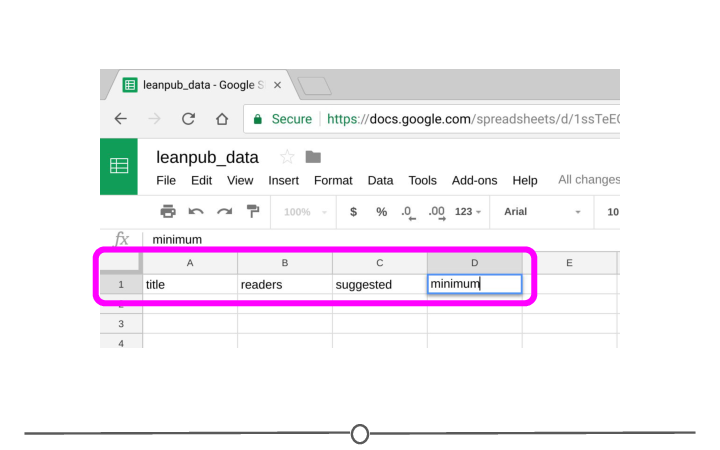 leanpub_data - Google S ×
Secure https://docs.google.com/spreadsheets/d/1ssTeE
leanpub_data
File Edit View Insert Format Data Tools Add-ons Help All changes
100% $ % .0 .00 123 Arial 10
fx minimum
A B C D E
1 title readers suggested minimum
3
4